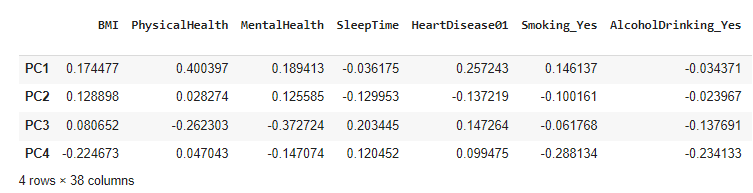 BMI PhysicalHealth MentalHealth SleepTime HeartDisease01 Smoking_Yes AlcoholDrinking_Yes
PC1 0.174477 0.400397 0.189413 -0.036175 0.257243 0.146137 -0.034371
PC2 0.128898 0.028274 0.125585 -0.129953 -0.137219 -0.100161 -0.023967
PC3 0.080652 -0.262303 -0.372724 0.203445 0.147264 -0.061768 -0.137691
PC4 -0.224673 0.047043 -0.147074 0.120452 0.099475 -0.288134 -0.234133
4 rows × 38 columns